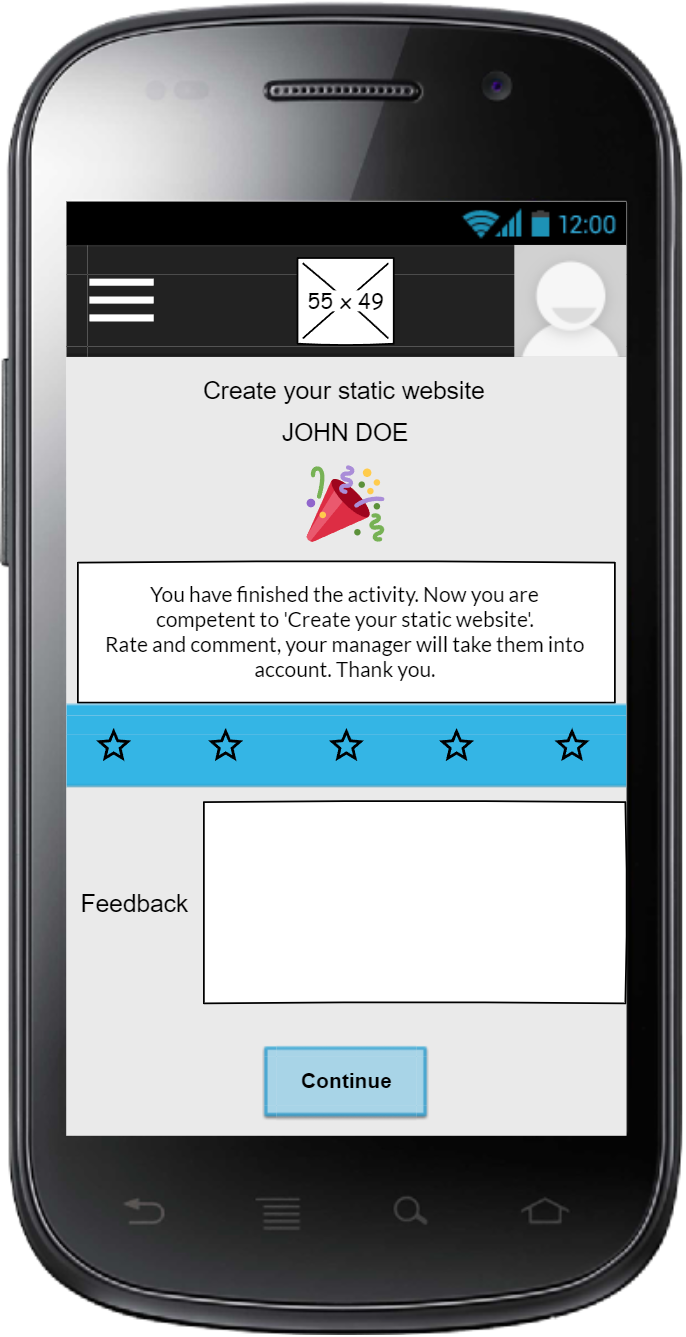 12:00
55 x 49
Create your static website
JOHN DOE
You have finished the activity. Now you are
competent to 'Create your static website'.
Rate and comment, your manager will take them into
account. Thank you.
Feedback
Continue